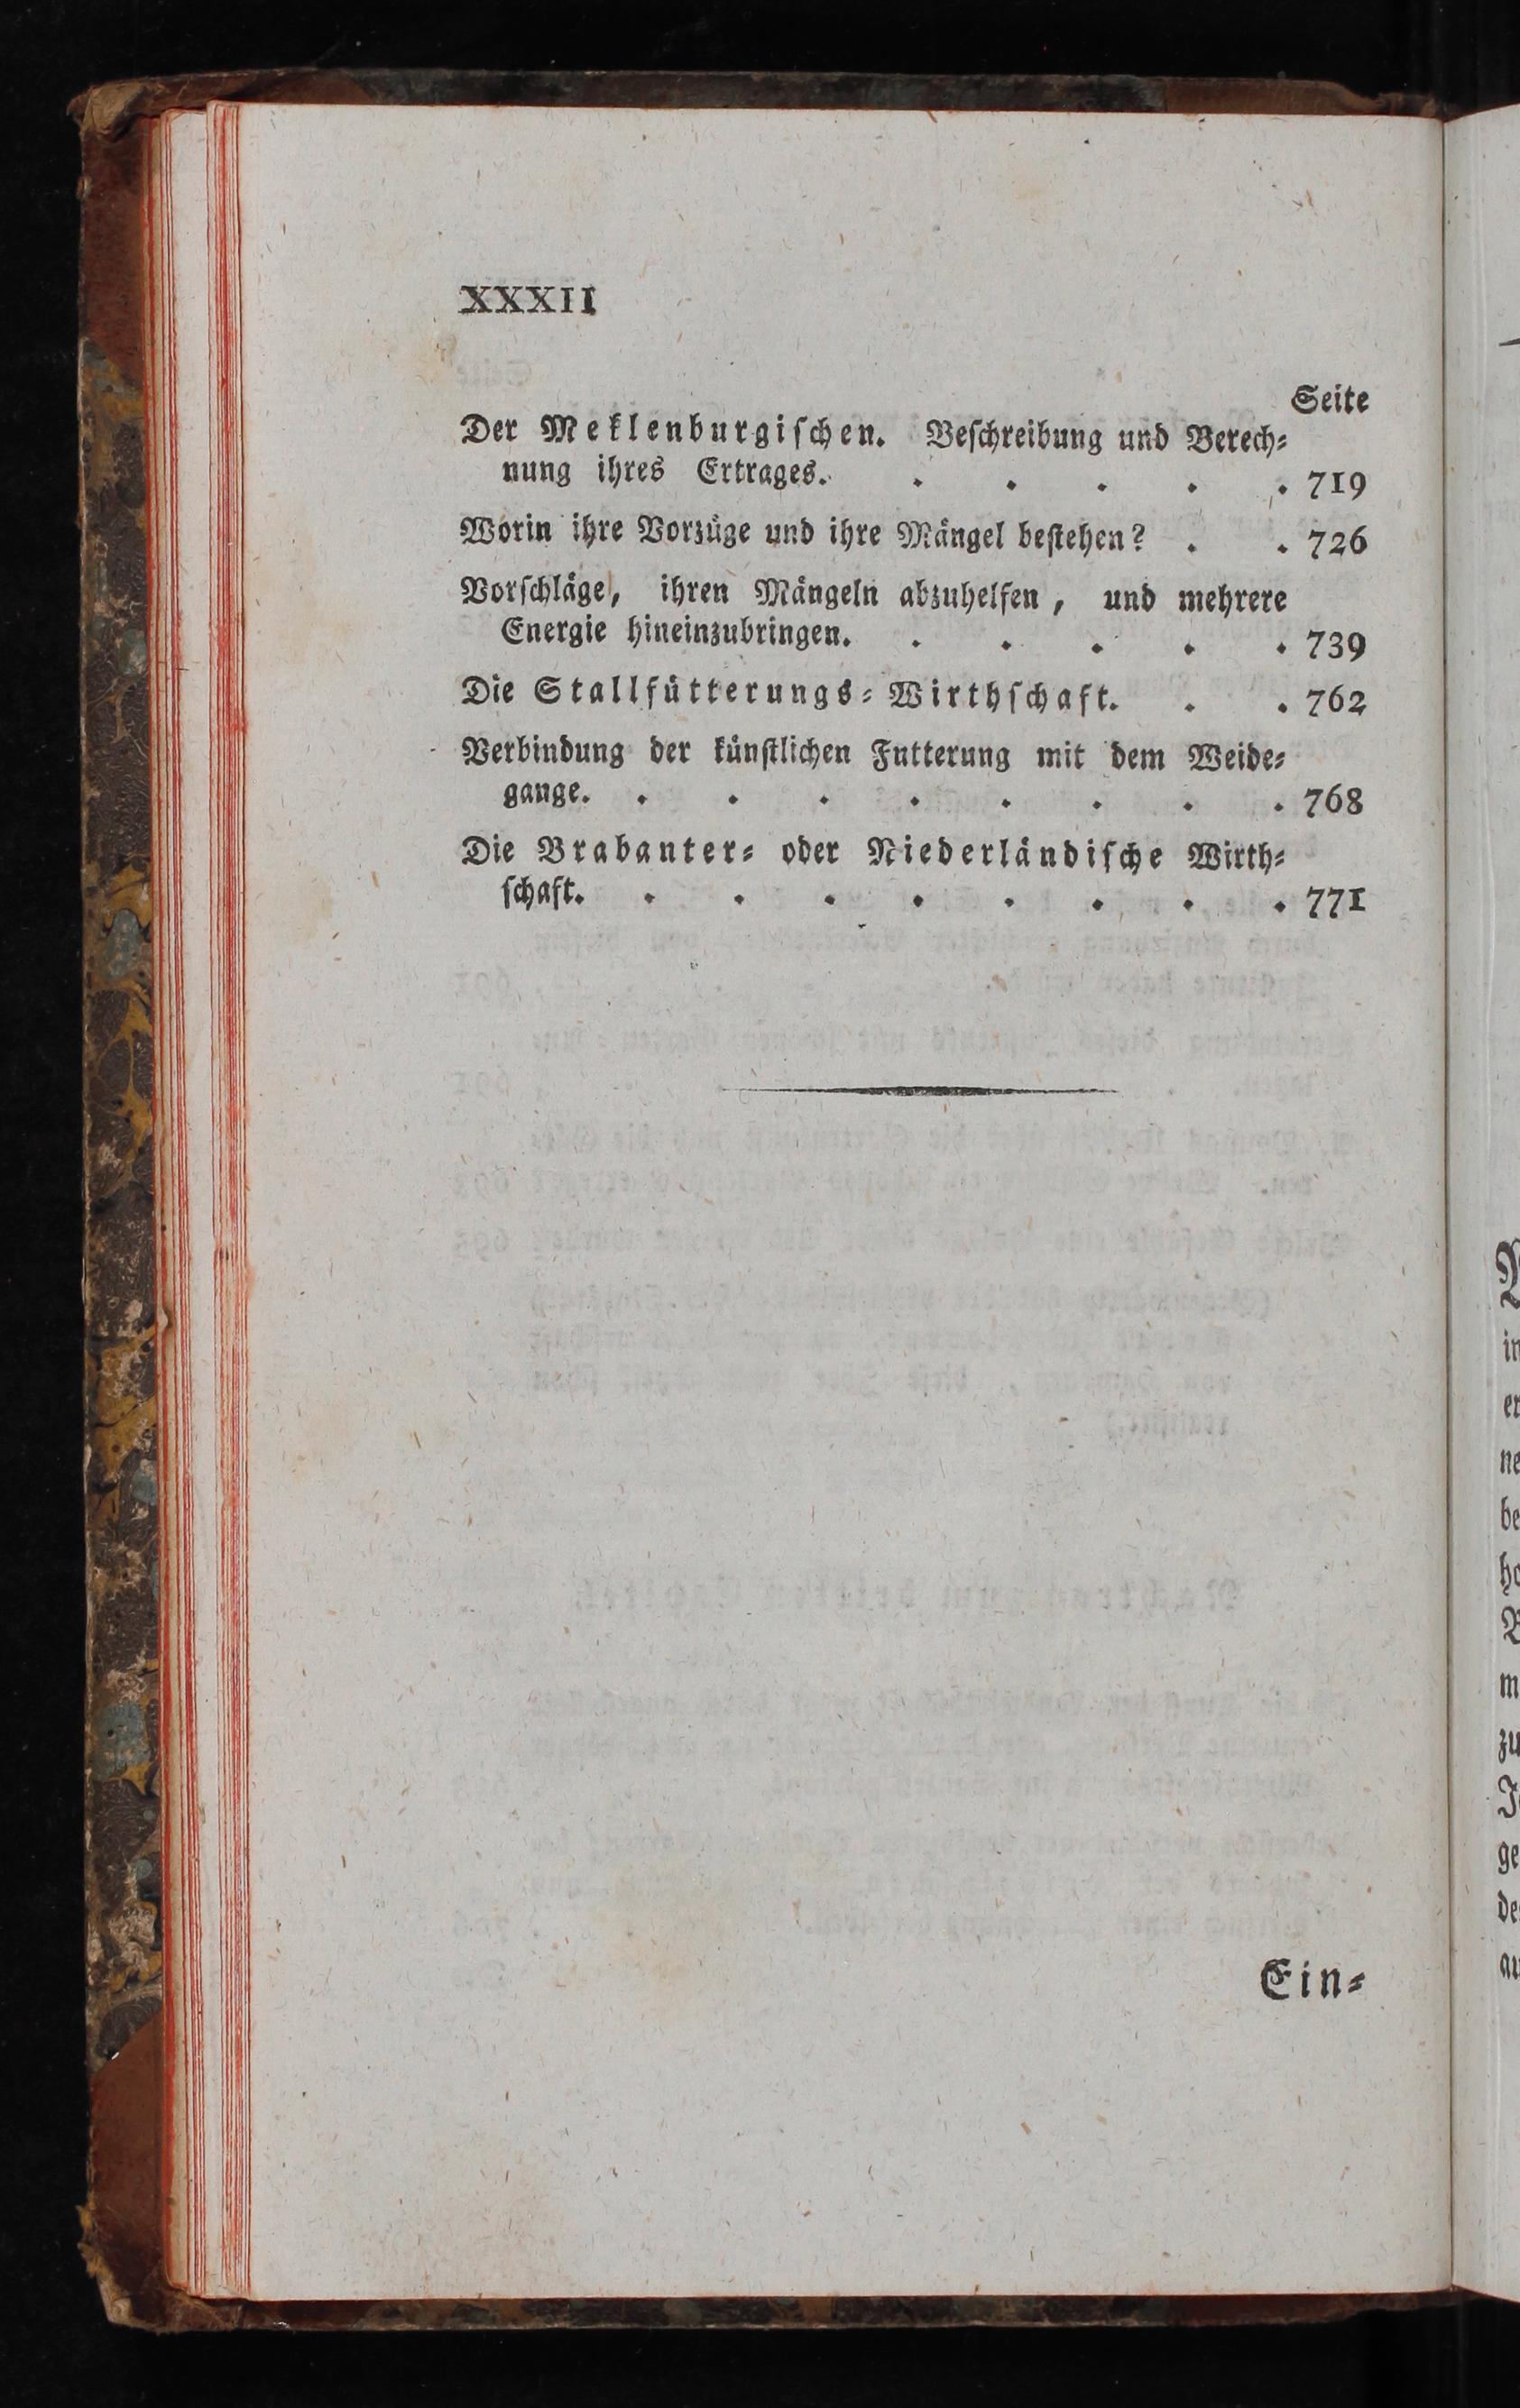 XXXII
Seite
Der Meklenburgischen. Beschreibung und Berech-
nung ihres Ertrages. . . . . . 719
Worin ihre Vorzüge und ihre Mängel bestehen? . . 726
Vorschläge, ihren Mängeln abzuhelfen, und mehrere
Energie hineinzubringen. . . . . . 739
Die Stallfütterungs-Wirthschaft. . . 762
Verbindung der künstlichen Futterung mit dem Weide-
gange. . . . . . . . . 768
Die Brabanter- oder Niederländische Wirth-
schaft. . . . . . . . . 771
Ein-